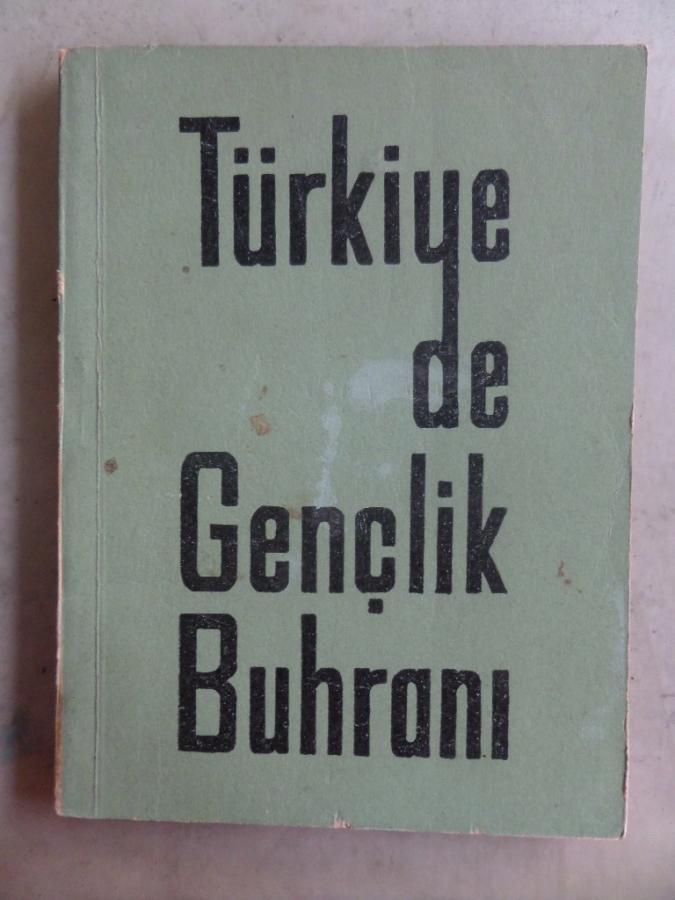 Türkiye
de
Gençlik
Buhranı